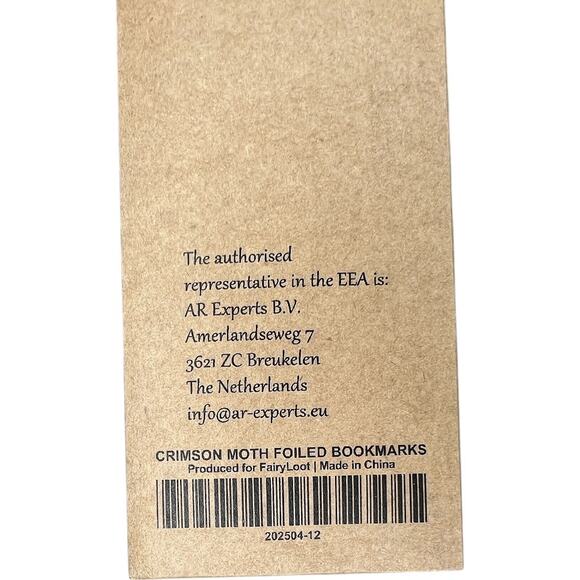 The authorised
representative in the EEA is:
AR Experts B.V.
Amerlandseweg 7
3621 ZC Breukelen
The Netherlands
info@ar-experts.eu
CRIMSON MOTH FOILED BOOKMARKS
Produced for FairyLoot | Made in China
202504-12